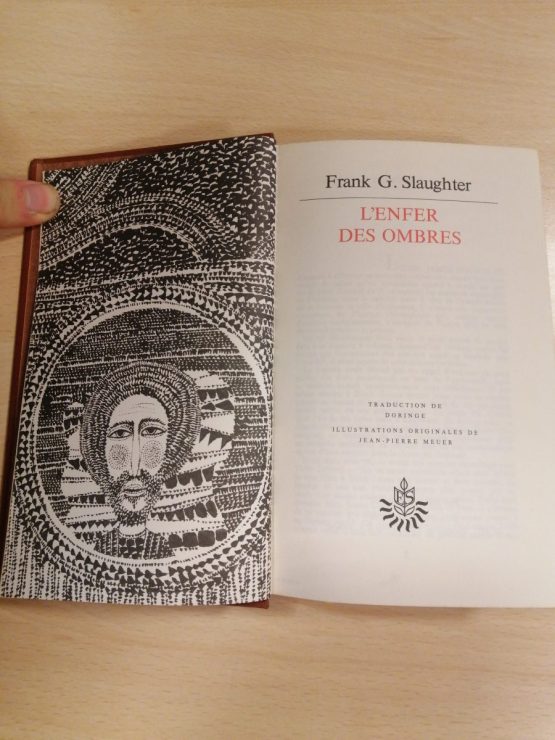 Frank G. Slaughter
L'ENFER
DES OMBRES
TRADUCTION DE
DORINGE
ILLUSTRATIONS ORIGINALES DE
JEAN-PIERRE MEUER